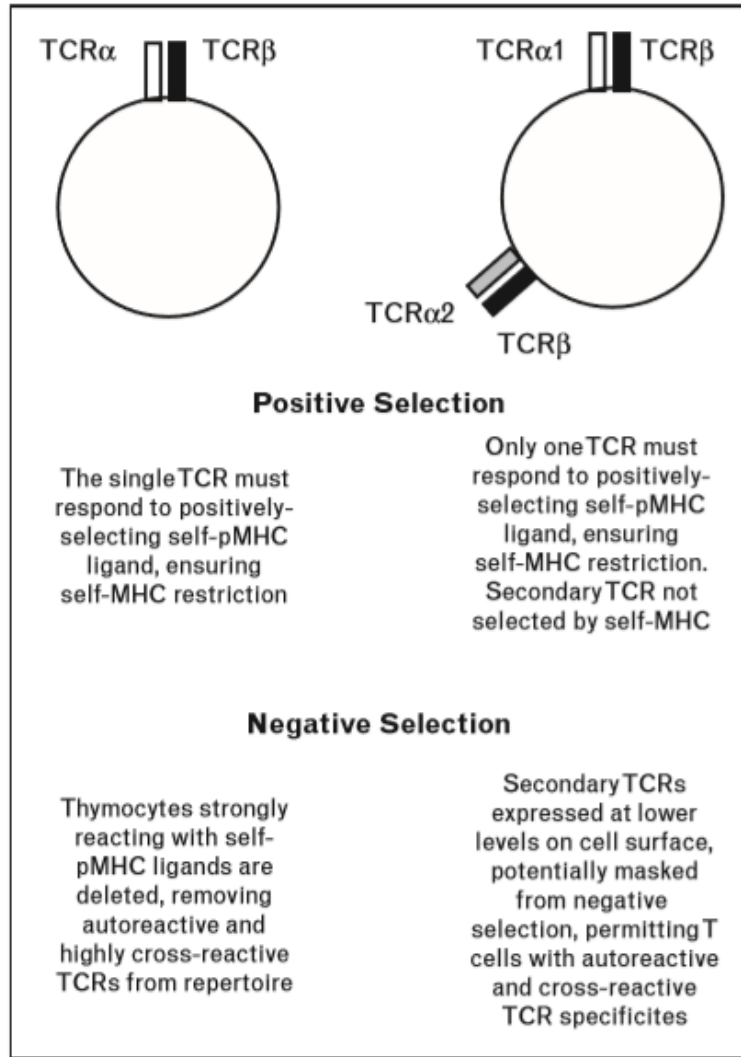 TCRα TCRβ
TCRα1 TCRβ
TCRα2
TCRβ
Positive Selection
The single TCR must
respond to positively-
selecting self-pMHC
ligand, ensuring
self-MHC restriction
Only one TCR must
respond to positively-
selecting self-pMHC
ligand, ensuring
self-MHC restriction.
Secondary TCR not
selected by self-MHC
Negative Selection
Thymocytes strongly
reacting with self-
pMHC ligands are
deleted, removing
autoreactive and
highly cross-reactive
TCRs from repertoire
Secondary TCRs
expressed at lower
levels on cell surface,
potentially masked
from negative
selection, permitting T
cells with autoreactive
and cross-reactive
TCR specificites